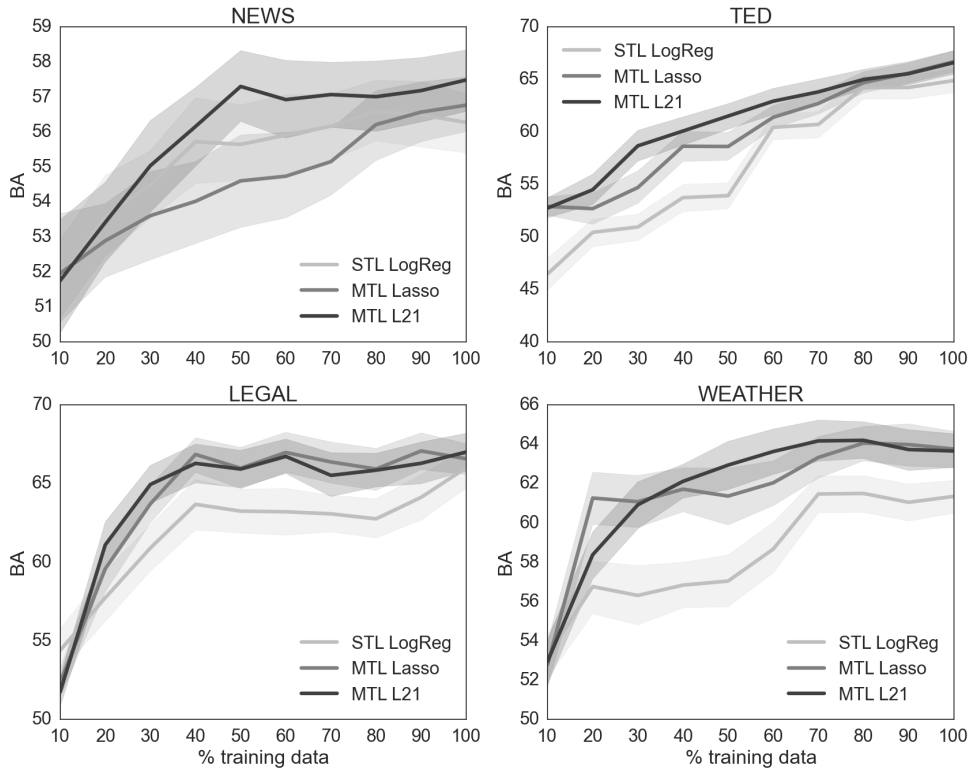 NEWS
59
58
57
56
55
54
53
52
51
50
BA
10 20 30 40 50 60 70 80 90 100
STL LogReg
MTL Lasso
MTL L21
TED
70
65
60
55
50
45
40
BA
10 20 30 40 50 60 70 80 90 100
STL LogReg
MTL Lasso
MTL L21
LEGAL
70
65
60
55
50
BA
10 20 30 40 50 60 70 80 90 100
% training data
STL LogReg
MTL Lasso
MTL L21
WEATHER
66
64
62
60
58
56
54
52
50
BA
10 20 30 40 50 60 70 80 90 100
% training data
STL LogReg
MTL Lasso
MTL L21